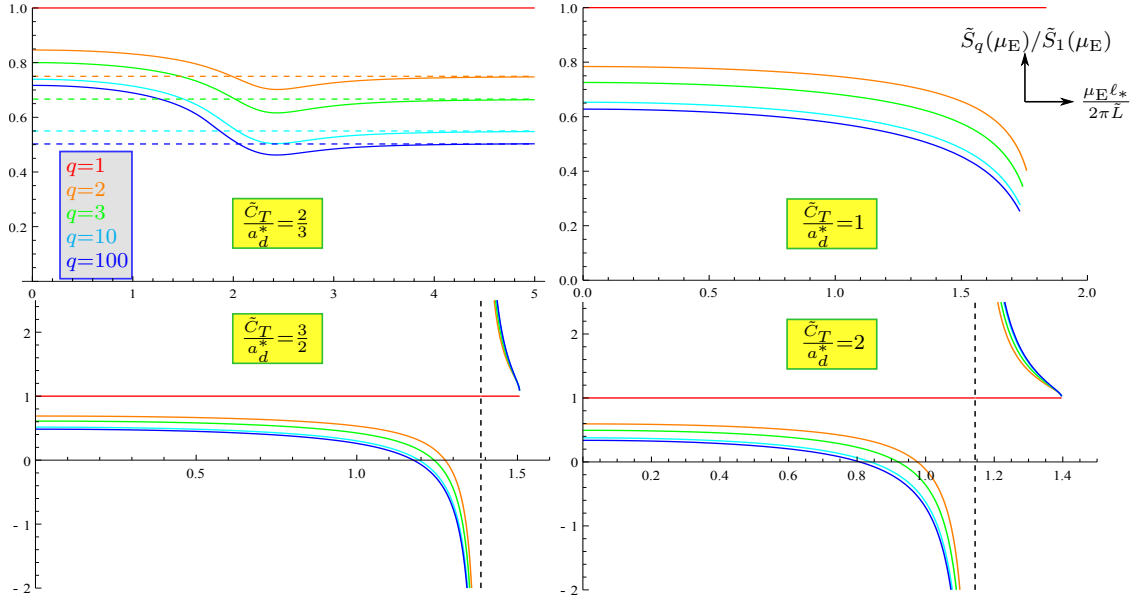 1.0
0.8
0.6
0.4
0.2
0 1 2 3 4 5
q=1
q=2
q=3
q=10
q=100
C̃_T/a_d^* = 2/3
1.0
0.8
0.6
0.4
0.2
0.0
0.0 0.5 1.0 1.5 2.0
S̃_q(μ_E)/S̃_1(μ_E)
μ_E ℓ_*/2πL̃
C̃_T/a_d^* = 1
2
1
0
- 1
- 2
0.5 1.0 1.5
C̃_T/a_d^* = 3/2
2
1
0
- 1
- 2
0.2 0.4 0.6 0.8 1.0 1.2 1.4
C̃_T/a_d^* = 2